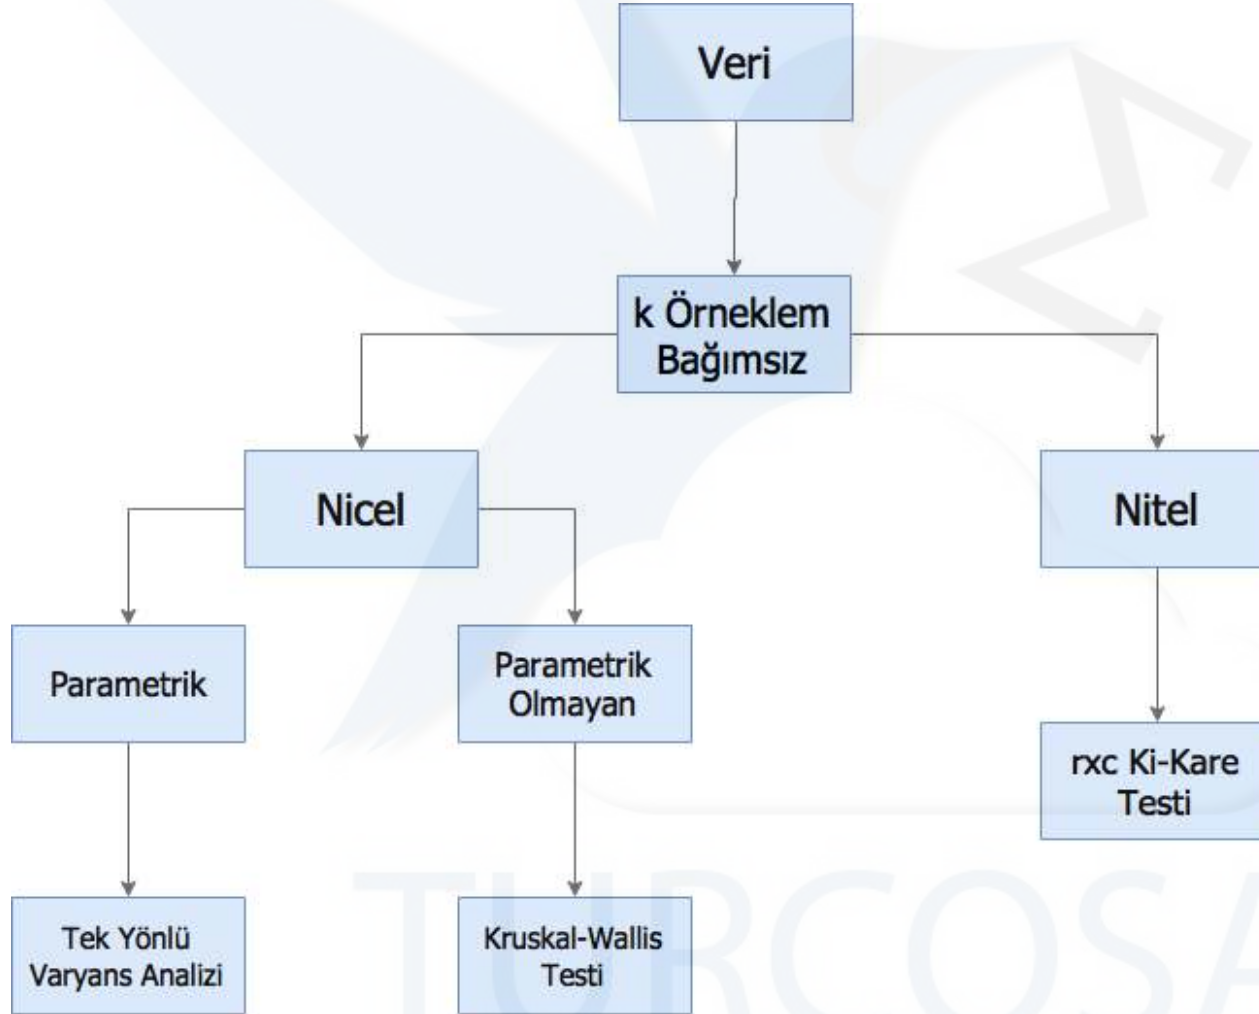 Veri
k Örneklem
Bağımsız
Nicel
Nitel
Parametrik
Parametrik
Olmayan
rxc Ki-Kare
Testi
Tek Yönlü
Varyans Analizi
Kruskal-Wallis
Testi
TURCOSA